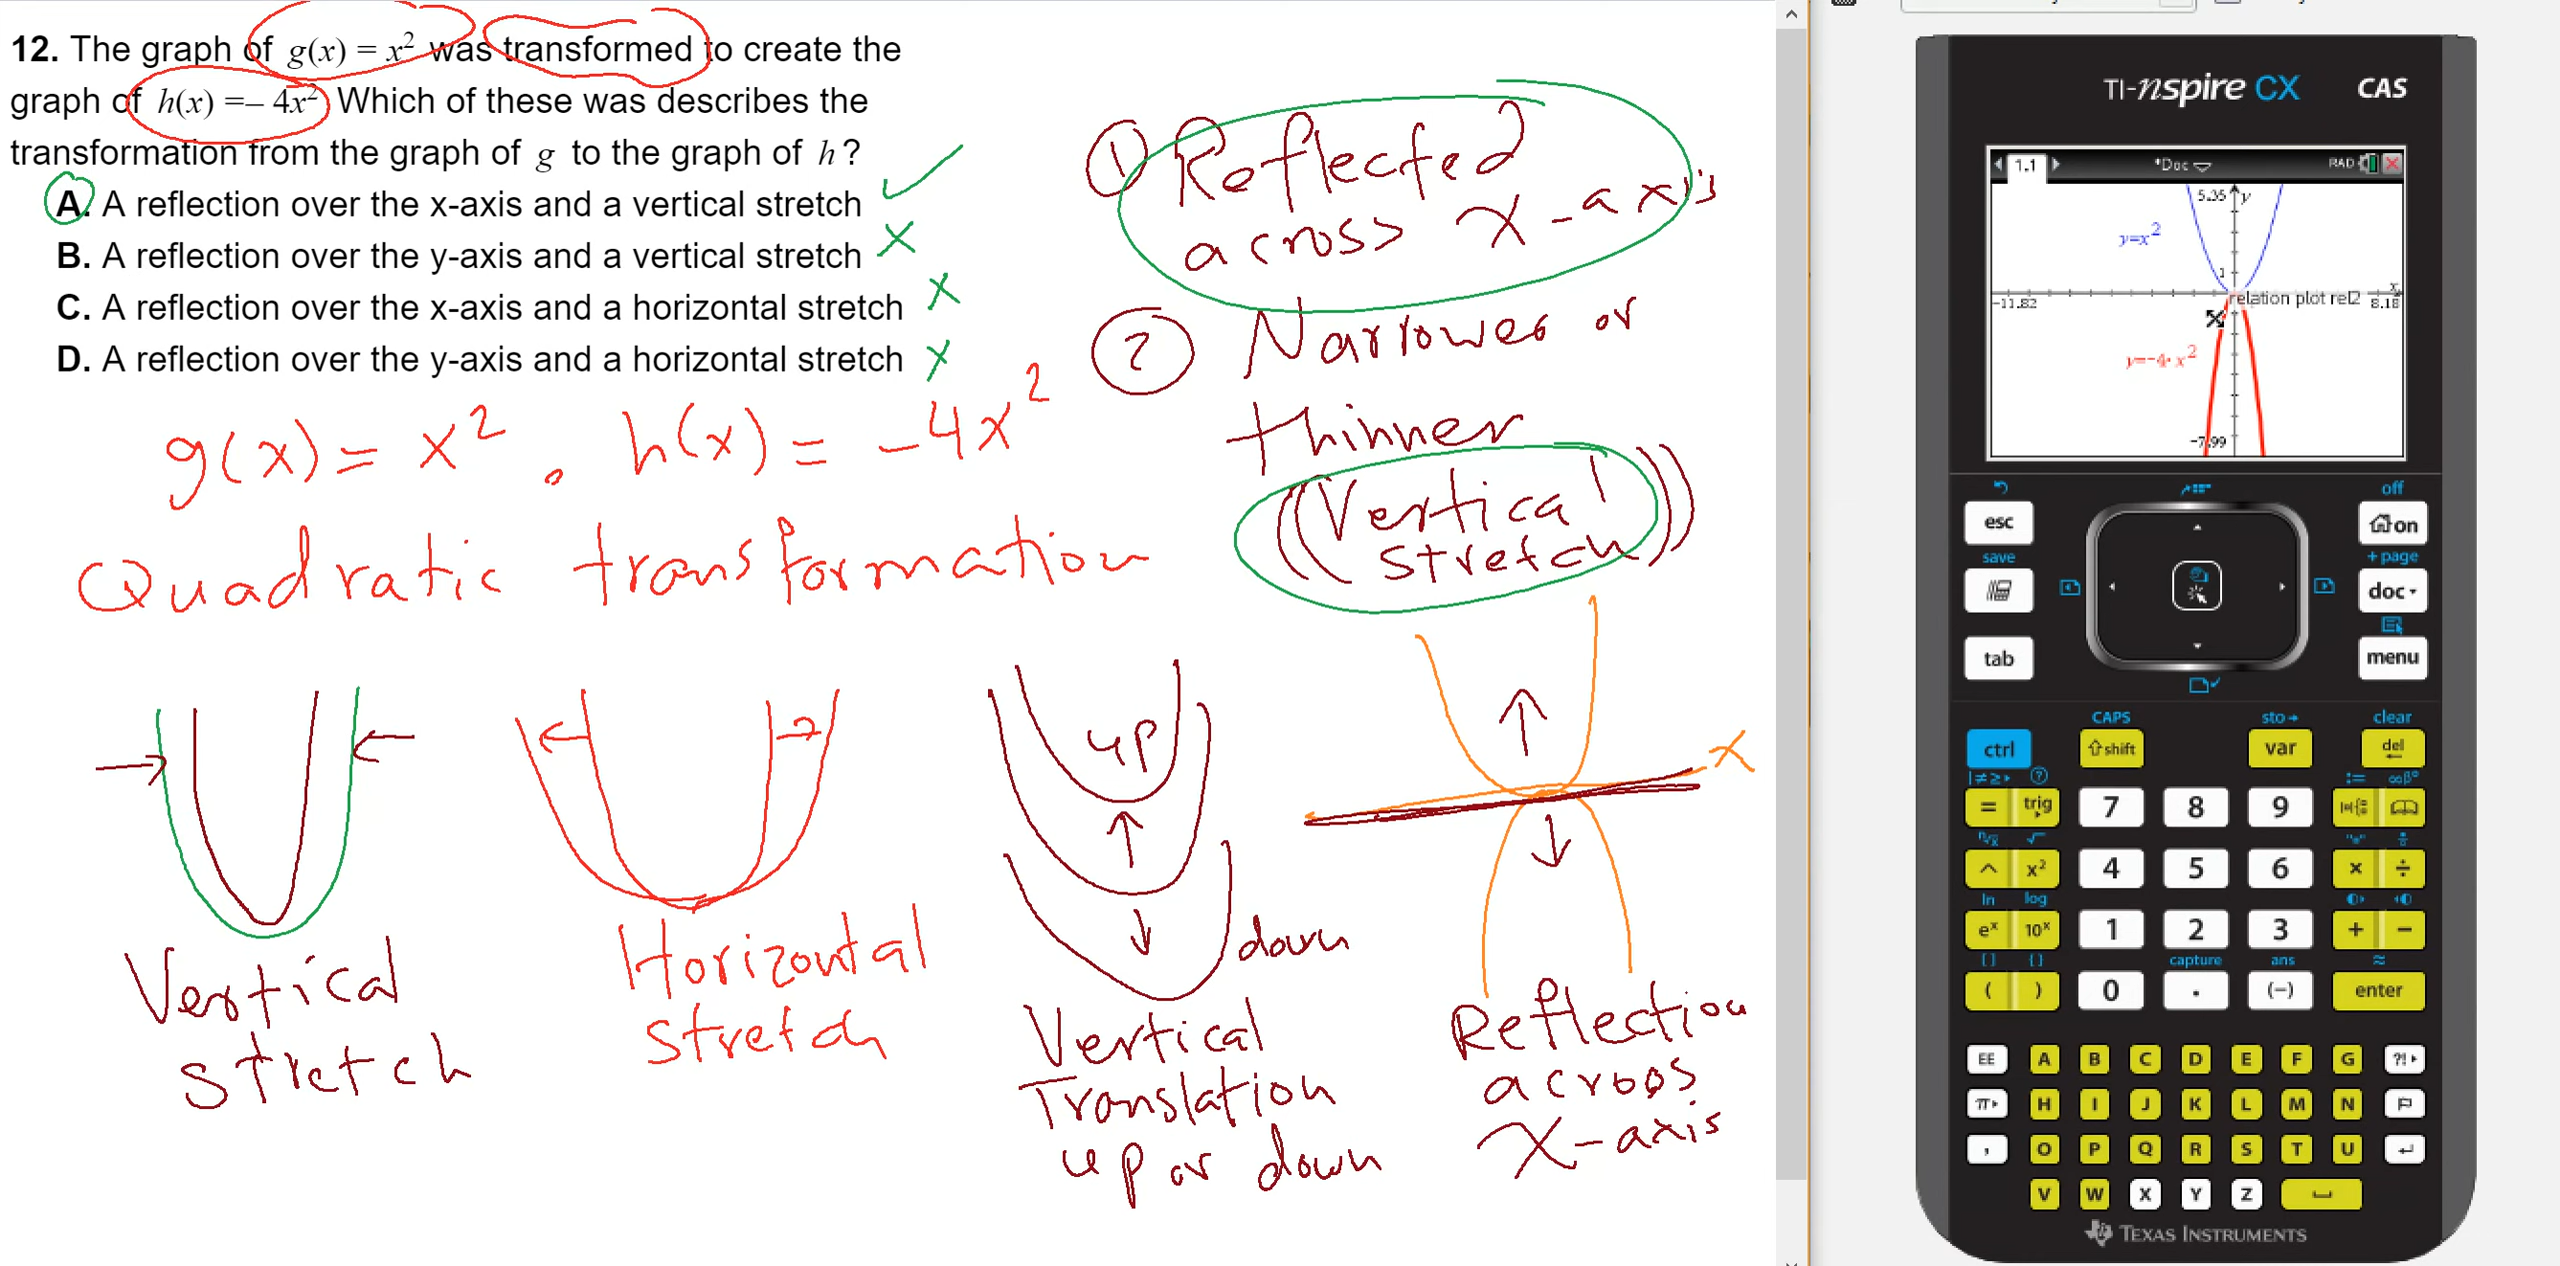 12. The graph of g(x) = x² was transformed to create the
graph of h(x) =– 4x² Which of these was describes the
transformation from the graph of g to the graph of h?
A. A reflection over the x-axis and a vertical stretch
B. A reflection over the y-axis and a vertical stretch
C. A reflection over the x-axis and a horizontal stretch
D. A reflection over the y-axis and a horizontal stretch
g(x) = x², h(x) = -4x²
Quadratic transformation
① Reflected
across X-axis
② Narrower or
thinner
((Vertical
stretch))
Vertical
stretch
Horizontal
stretch
up
down
Vertical
Translation
up or down
X
Reflection
across
X-axis
TI-nspire CX CAS
1.1 *Doc RAD
5.35 y
y=x²
1
x
-11.82 relation plot rel2 8.18
y=-4·x²
-7.99
off
esc on
save + page
doc
tab menu
CAPS sto→ clear
ctrl shift var del
|≠≥▸ ? := ∞β°
= trig 7 8 9
ⁿ√x √
^ x² 4 5 6 × ÷
ln log
eˣ 10ˣ 1 2 3 + −
[] {} capture ans ≈
( ) 0 . (−) enter
EE A B C D E F G ?!▸
π▸ H I J K L M N
, O P Q R S T U
V W X Y Z
TEXAS INSTRUMENTS